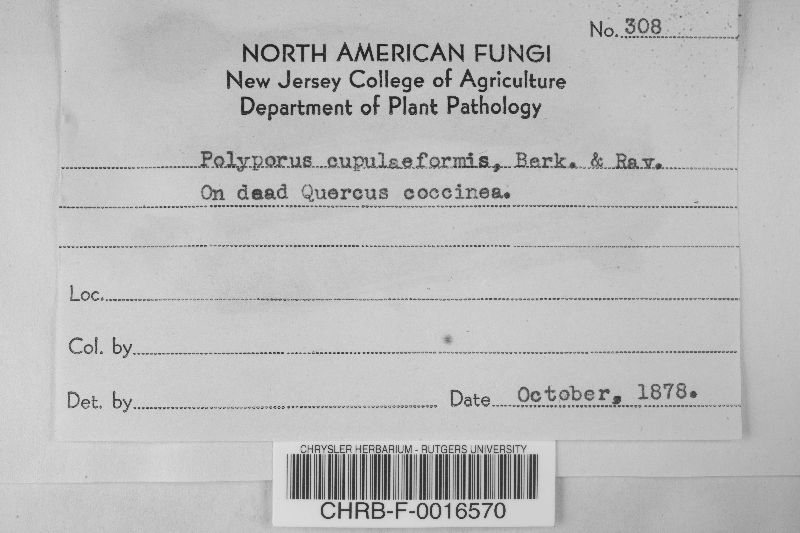 No. 308
NORTH AMERICAN FUNGI
New Jersey College of Agriculture
Department of Plant Pathology
Polyporus cupulaeformis, Berk. & Rav.
On dead Quercus coccinea.
Loc.
Col. by
Det. by Date October, 1878.
CHRYSLER HERBARIUM - RUTGERS UNIVERSITY
CHRB-F-0016570